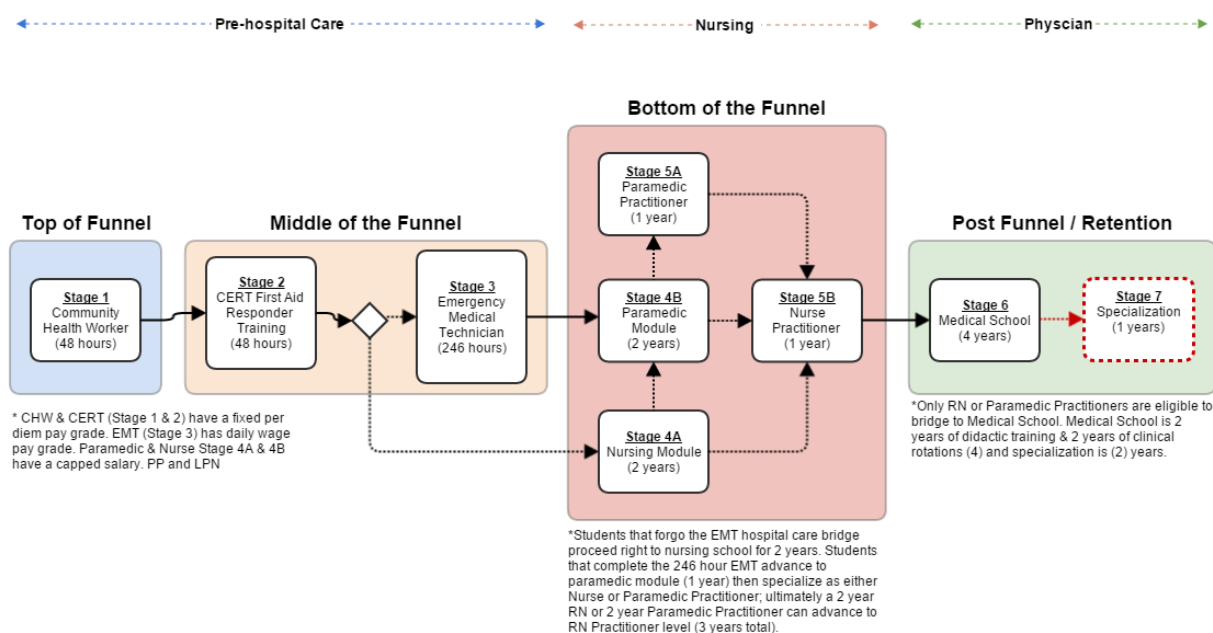 Pre-hospital Care
Nursing
Physcian
Bottom of the Funnel
Top of Funnel
Middle of the Funnel
Post Funnel / Retention
Stage 1
Community
Health Worker
(48 hours)
Stage 2
CERT First Aid
Responder
Training
(48 hours)
Stage 3
Emergency
Medical
Technician
(246 hours)
Stage 5A
Paramedic
Practitioner
(1 year)
Stage 4B
Paramedic
Module
(2 years)
Stage 5B
Nurse
Practitioner
(1 year)
Stage 4A
Nursing Module
(2 years)
Stage 6
Medical School
(4 years)
Stage 7
Specialization
(1 years)
* CHW & CERT (Stage 1 & 2) have a fixed per
diem pay grade. EMT (Stage 3) has daily wage
pay grade. Paramedic & Nurse Stage 4A & 4B
have a capped salary. PP and LPN
*Students that forgo the EMT hospital care bridge
proceed right to nursing school for 2 years. Students
that complete the 246 hour EMT advance to
paramedic module (1 year) then specialize as either
Nurse or Paramedic Practitioner; ultimately a 2 year
RN or 2 year Paramedic Practitioner can advance to
RN Practitioner level (3 years total).
*Only RN or Paramedic Practitioners are eligible to
bridge to Medical School. Medical School is 2
years of didactic training & 2 years of clinical
rotations (4) and specialization is (2) years.